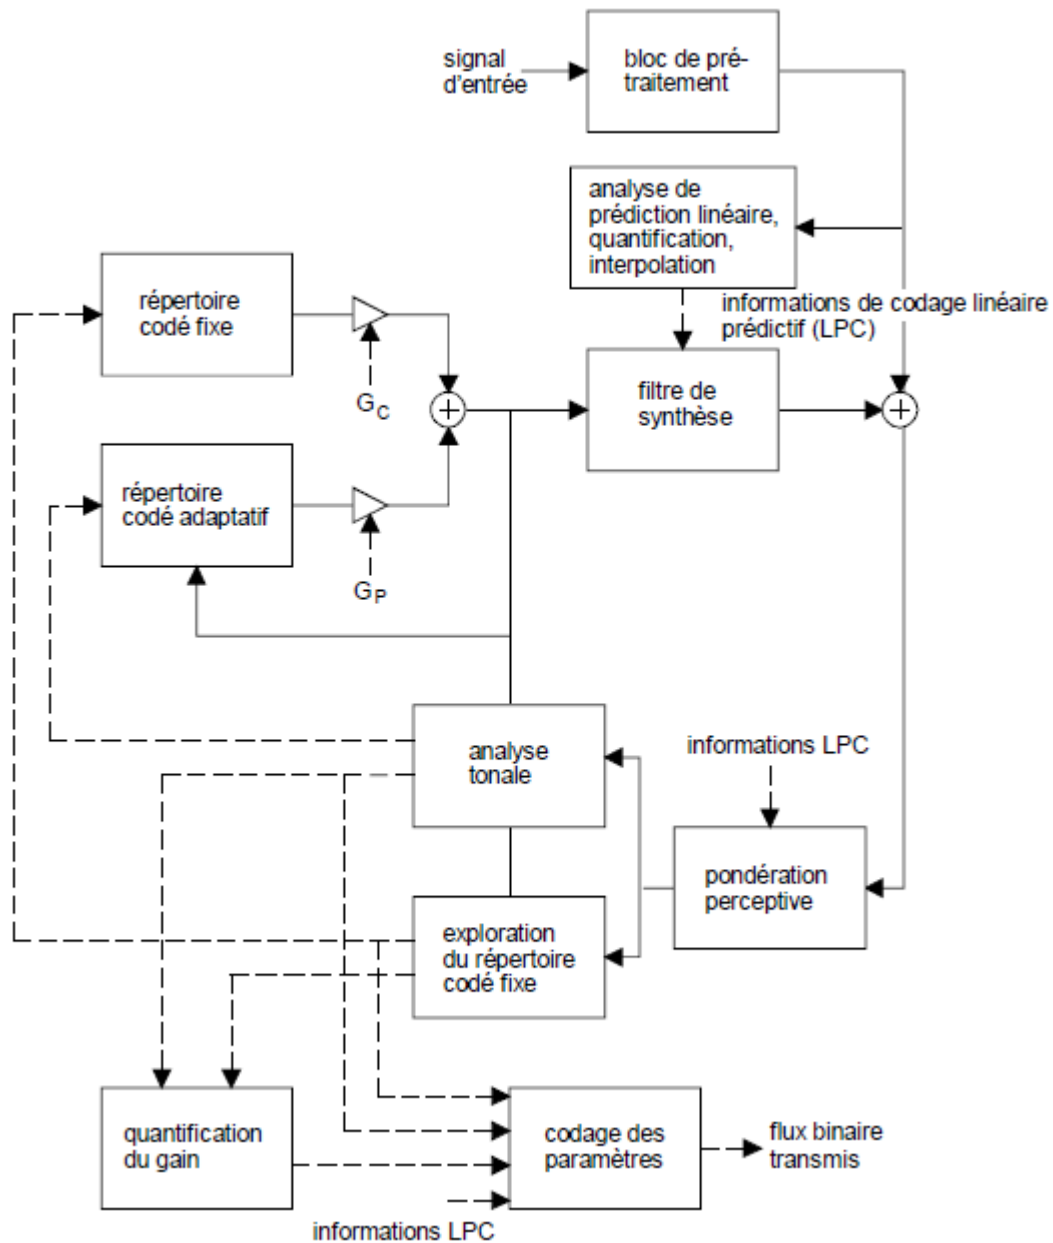 signal
d'entrée
bloc de pré-
traitement
analyse de
prédiction linéaire,
quantification,
interpolation
informations de codage linéaire
prédictif (LPC)
répertoire
codé fixe
G_C
filtre de
synthèse
répertoire
codé adaptatif
G_P
analyse
tonale
informations LPC
pondération
perceptive
exploration
du répertoire
codé fixe
quantification
du gain
codage des
paramètres
flux binaire
transmis
informations LPC